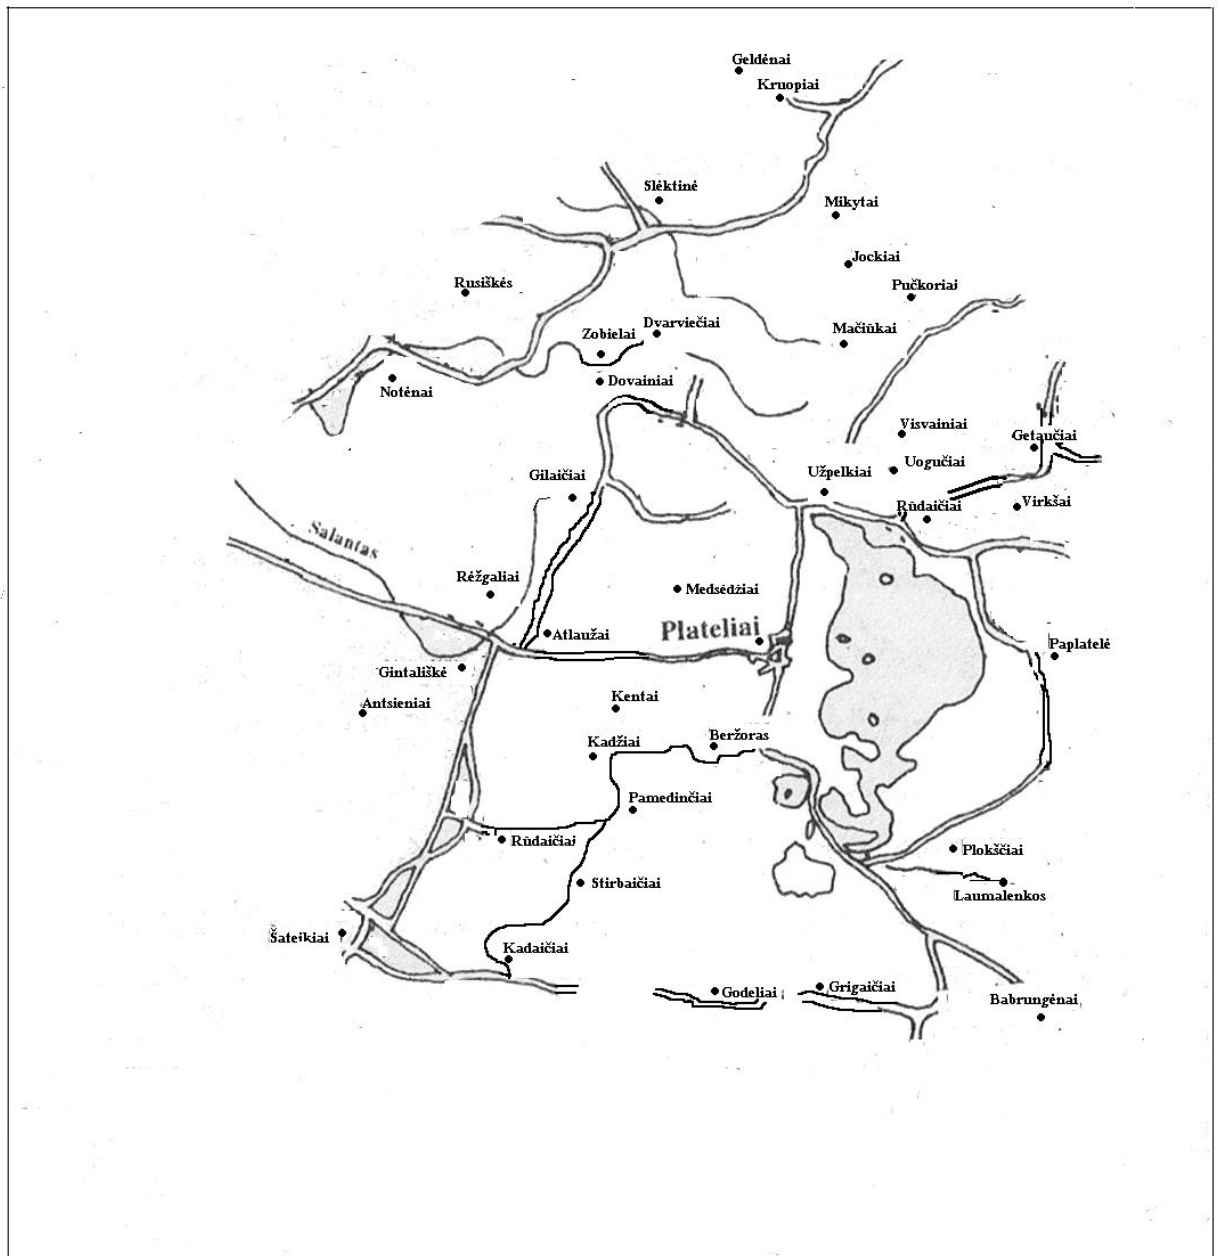 Geldėnai
Kruopiai
Slėktinė
Mikytai
Jockiai
Rusiškės
Pučkoriai
Dvarviečiai
Zobielai
Mačiūkai
Notėnai
Dovainiai
Visvainiai
Getaučiai
Gilaičiai
Užpelkiai
Uogučiai
Rūdaičiai
Virkšai
Salantas
Rėžgaliai
Medsėdžiai
Atlaužai
Plateliai
Paplatelė
Gintališkė
Antsieniai
Kentai
Kadžiai
Beržoras
Pamedinčiai
Rūdaičiai
Plokščiai
Stirbaičiai
Laumalenkos
Šateikiai
Kadaičiai
Godeliai
Grigaičiai
Babrungėnai